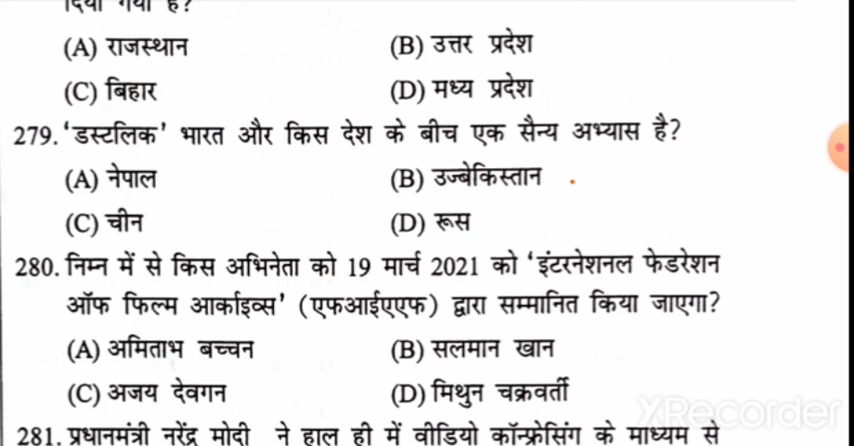 दिया गया है?
(A) राजस्थान (B) उत्तर प्रदेश
(C) बिहार (D) मध्य प्रदेश
279. 'डस्टलिक' भारत और किस देश के बीच एक सैन्य अभ्यास है?
(A) नेपाल (B) उज्बेकिस्तान
(C) चीन (D) रूस
280. निम्न में से किस अभिनेता को 19 मार्च 2021 को 'इंटरनेशनल फेडरेशन
ऑफ फिल्म आर्काइव्स' (एफआईएएफ) द्वारा सम्मानित किया जाएगा?
(A) अमिताभ बच्चन (B) सलमान खान
(C) अजय देवगन (D) मिथुन चक्रवर्ती
XRecorder
281. प्रधानमंत्री नरेंद्र मोदी ने हाल ही में वीडियो कॉन्फ्रेसिंग के माध्यम से